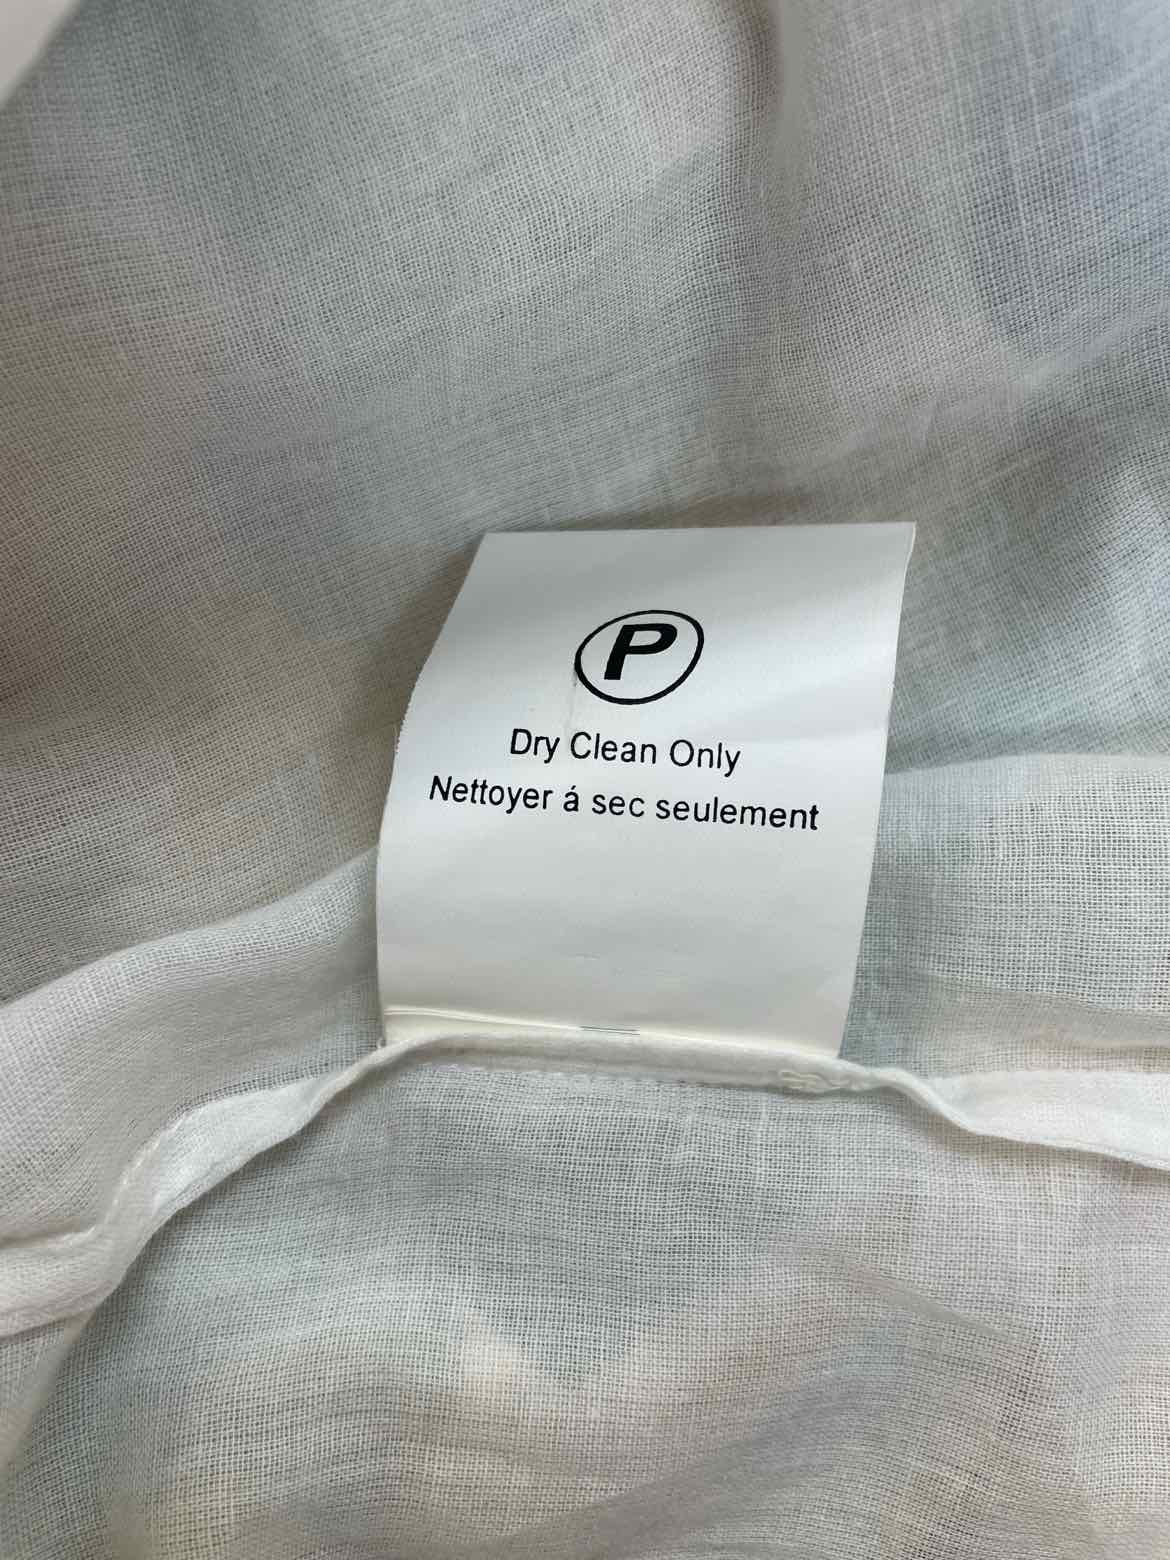 P
Dry Clean Only
Nettoyer á sec seulement